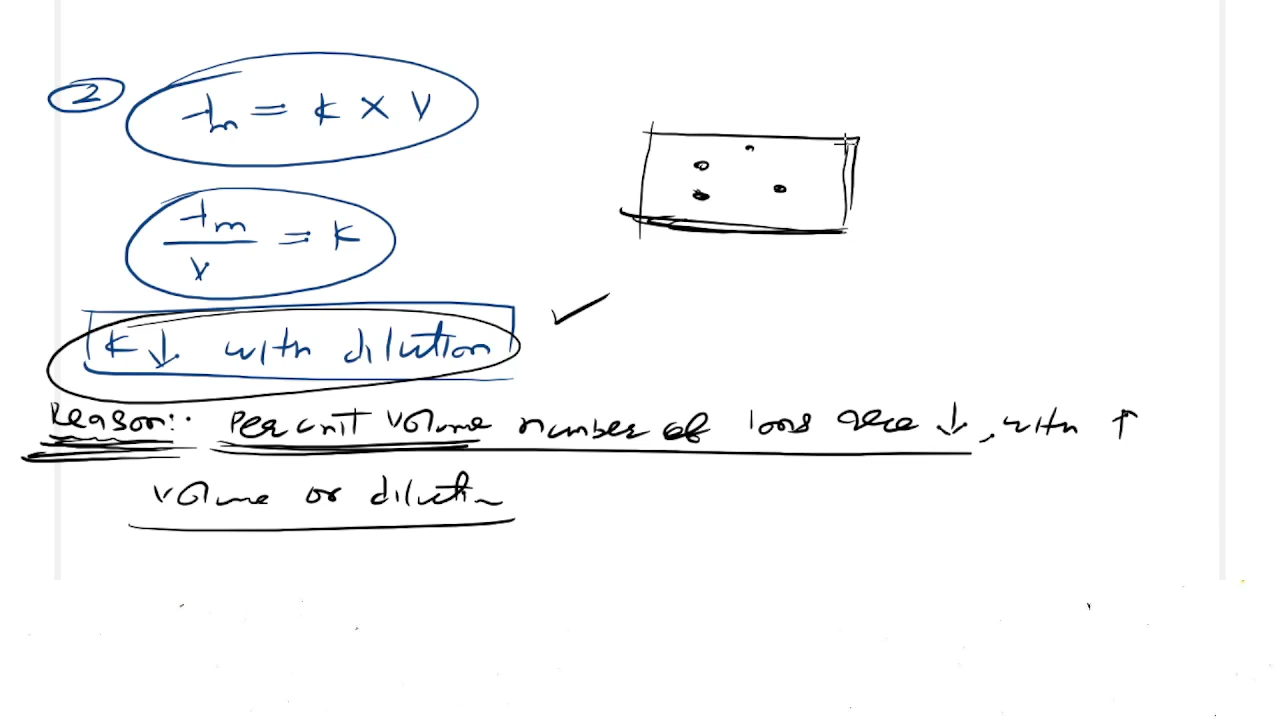 2
Λm = K × V
Λm / V = K
K ↓ with dilution
Reason:- Per unit volume number of ions are ↓, with ↑
volume or dilution